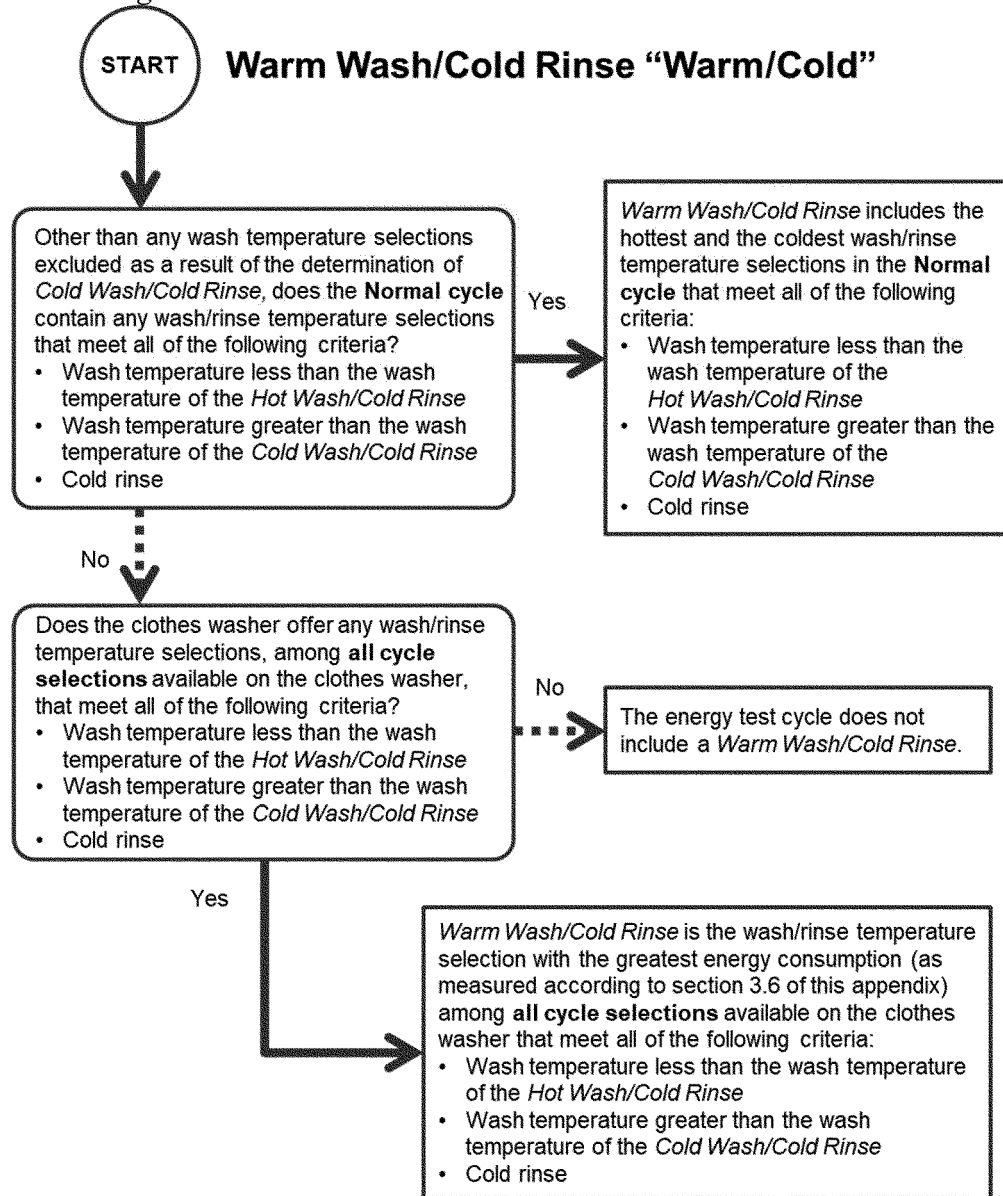 START
Warm Wash/Cold Rinse “Warm/Cold”
Other than any wash temperature selections
excluded as a result of the determination of
Cold Wash/Cold Rinse, does the Normal cycle
contain any wash/rinse temperature selections
that meet all of the following criteria?
• Wash temperature less than the wash
temperature of the Hot Wash/Cold Rinse
• Wash temperature greater than the wash
temperature of the Cold Wash/Cold Rinse
• Cold rinse
Yes
Warm Wash/Cold Rinse includes the
hottest and the coldest wash/rinse
temperature selections in the Normal
cycle that meet all of the following
criteria:
• Wash temperature less than the
wash temperature of the
Hot Wash/Cold Rinse
• Wash temperature greater than the
wash temperature of the
Cold Wash/Cold Rinse
• Cold rinse
No
Does the clothes washer offer any wash/rinse
temperature selections, among all cycle
selections available on the clothes washer,
that meet all of the following criteria?
• Wash temperature less than the wash
temperature of the Hot Wash/Cold Rinse
• Wash temperature greater than the wash
temperature of the Cold Wash/Cold Rinse
• Cold rinse
No
The energy test cycle does not
include a Warm Wash/Cold Rinse.
Yes
Warm Wash/Cold Rinse is the wash/rinse temperature
selection with the greatest energy consumption (as
measured according to section 3.6 of this appendix)
among all cycle selections available on the clothes
washer that meet all of the following criteria:
• Wash temperature less than the wash temperature
of the Hot Wash/Cold Rinse
• Wash temperature greater than the wash
temperature of the Cold Wash/Cold Rinse
• Cold rinse